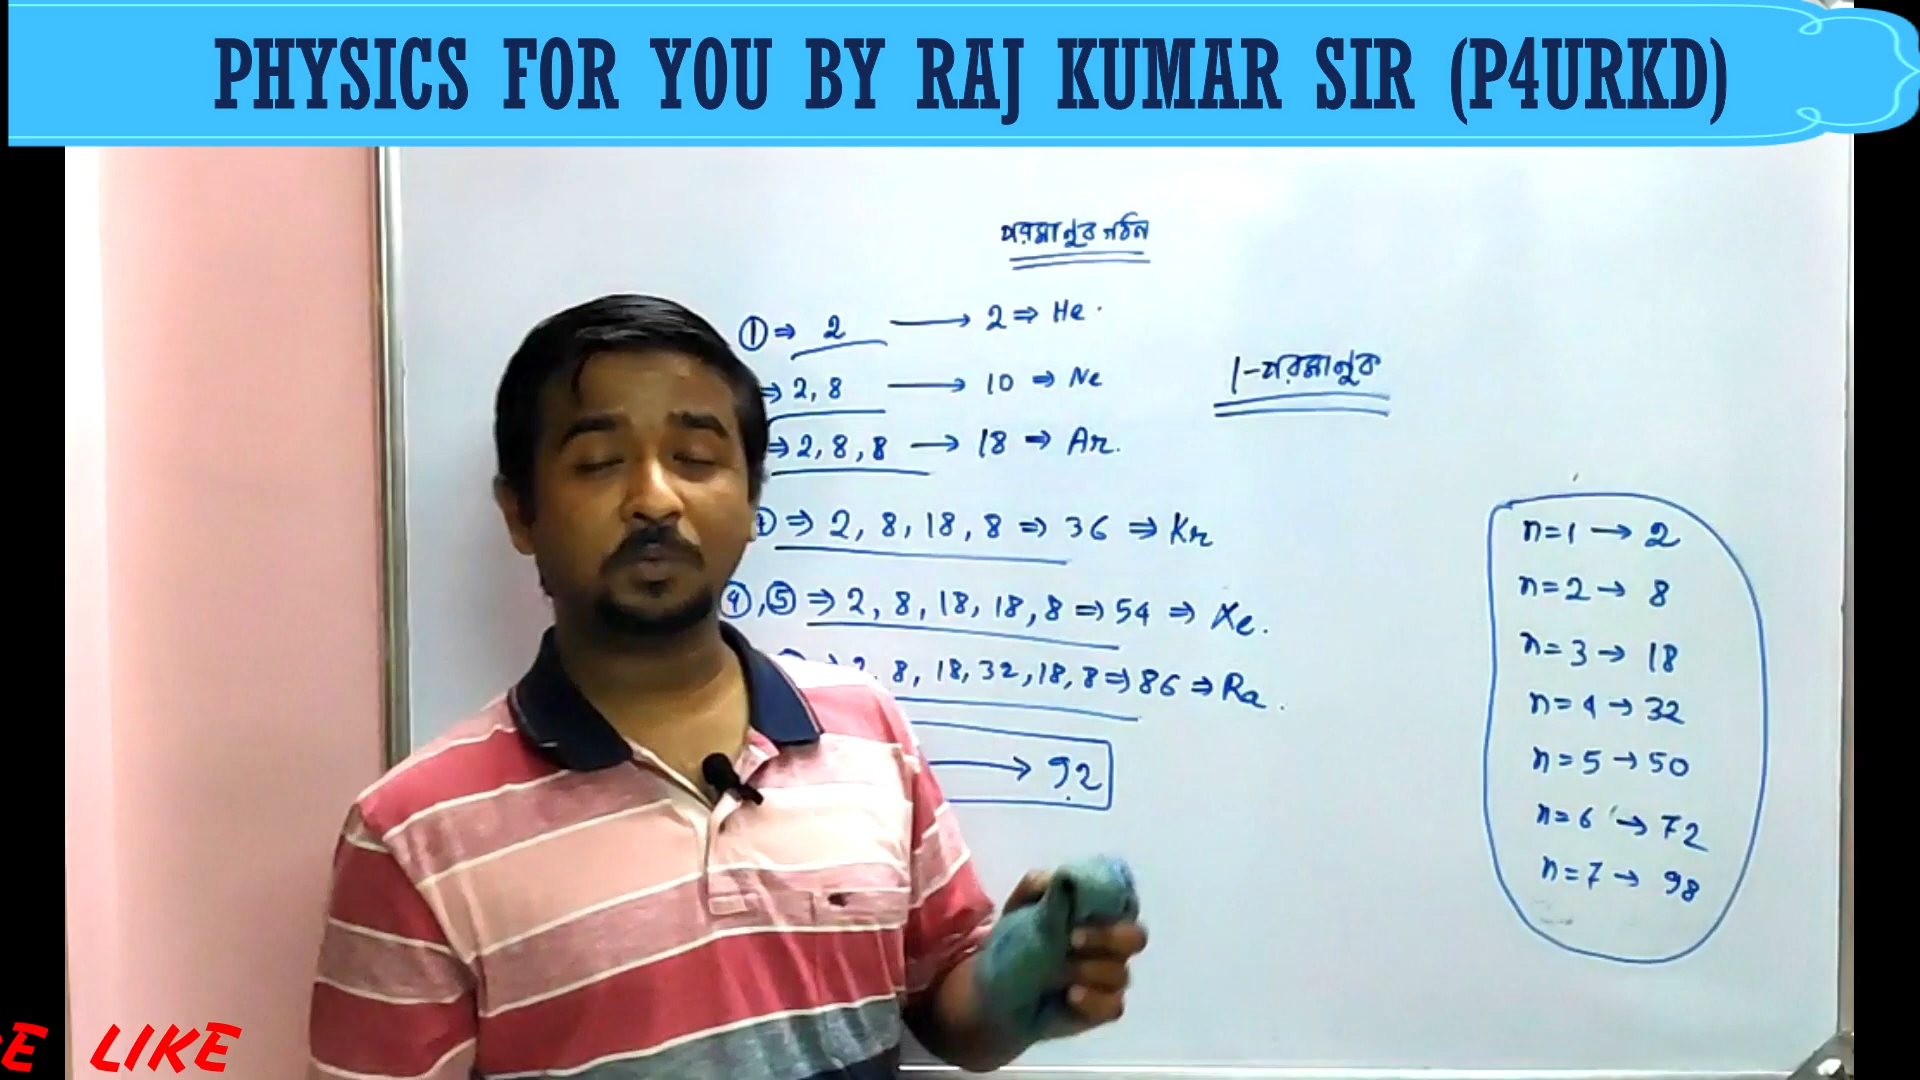 PHYSICS FOR YOU BY RAJ KUMAR SIR (P4URKD)
পরমাণুর গঠন
① ⇒ 2 → 2 ⇒ He.
⇒ 2, 8 → 10 ⇒ Ne
⇒ 2, 8, 8 → 18 ⇒ Ar.
⇒ 2, 8, 18, 8 ⇒ 36 ⇒ Kr
④, ⑤ ⇒ 2, 8, 18, 18, 8 ⇒ 54 ⇒ Xe.
2, 8, 18, 32, 18, 8 ⇒ 86 ⇒ Ra.
→ 92
1-পরমাণুক
n=1 → 2
n=2 → 8
n=3 → 18
n=4 → 32
n=5 → 50
n=6 → 72
n=7 → 98
E LIKE